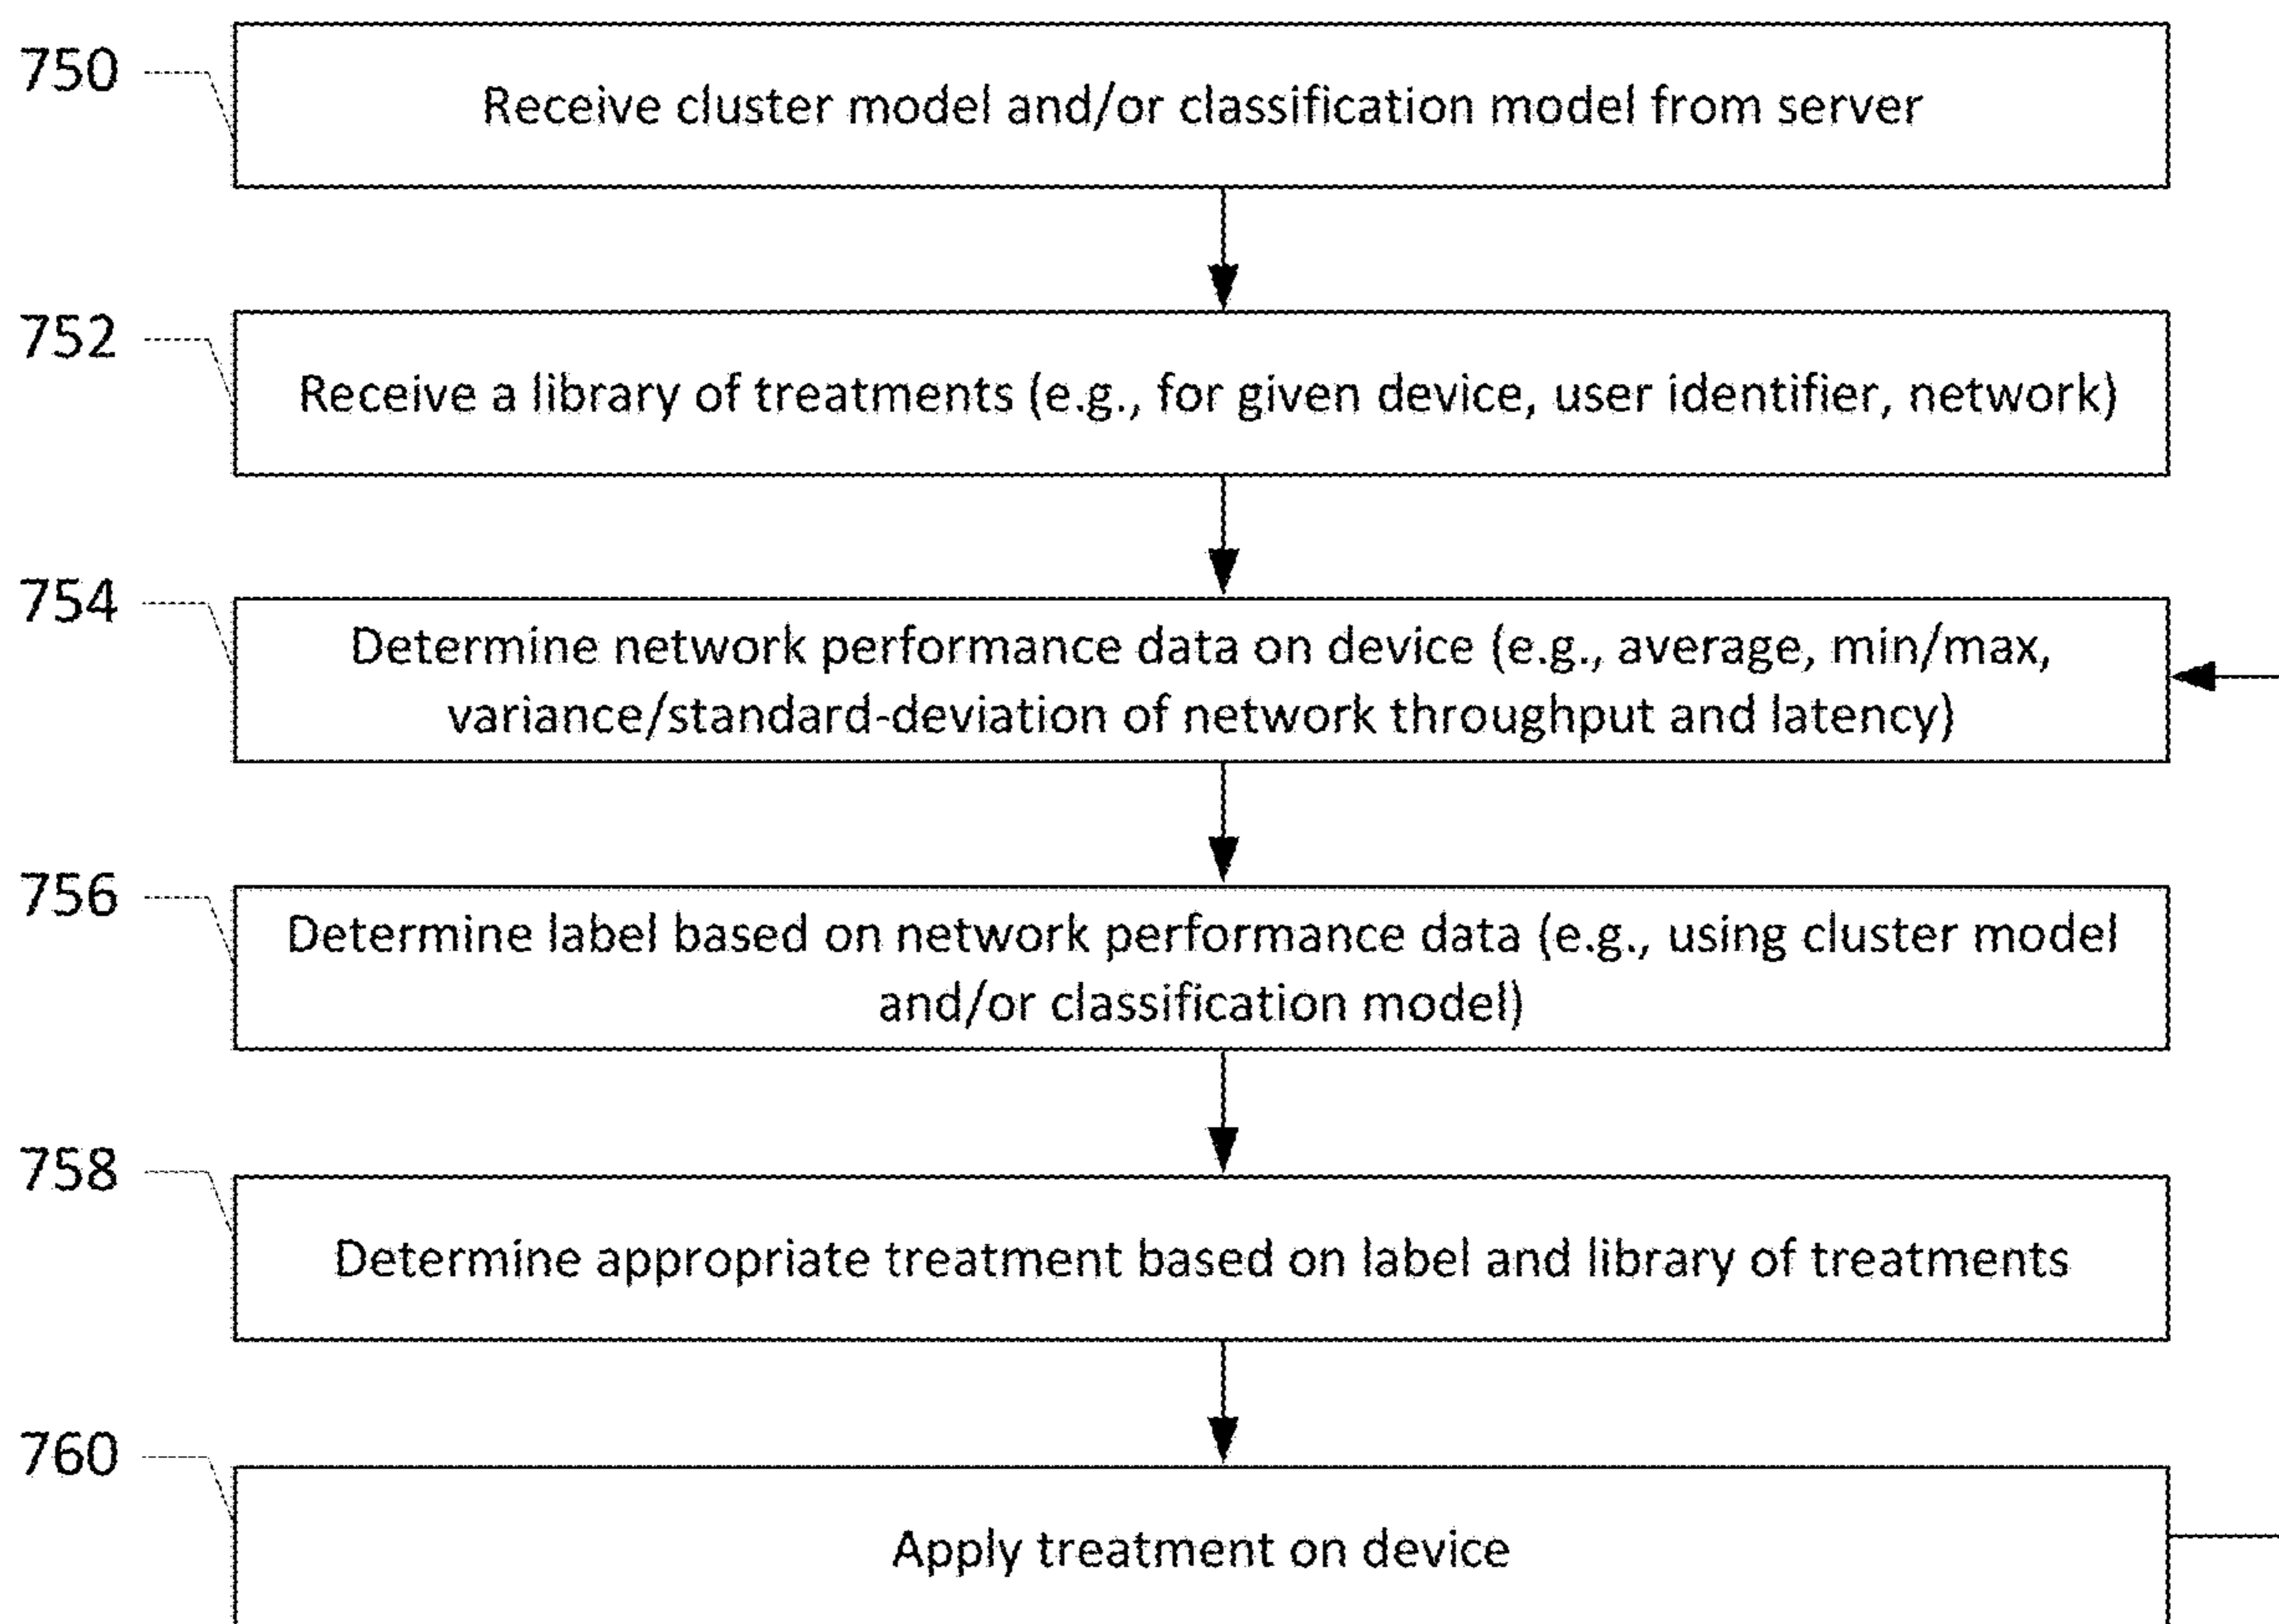 750
Receive cluster model and/or classification model from server
752
Receive a library of treatments (e.g., for given device, user identifier, network)
754
Determine network performance data on device (e.g., average, min/max,
variance/standard-deviation of network throughput and latency)
756
Determine label based on network performance data (e.g., using cluster model
and/or classification model)
758
Determine appropriate treatment based on label and library of treatments
760
Apply treatment on device